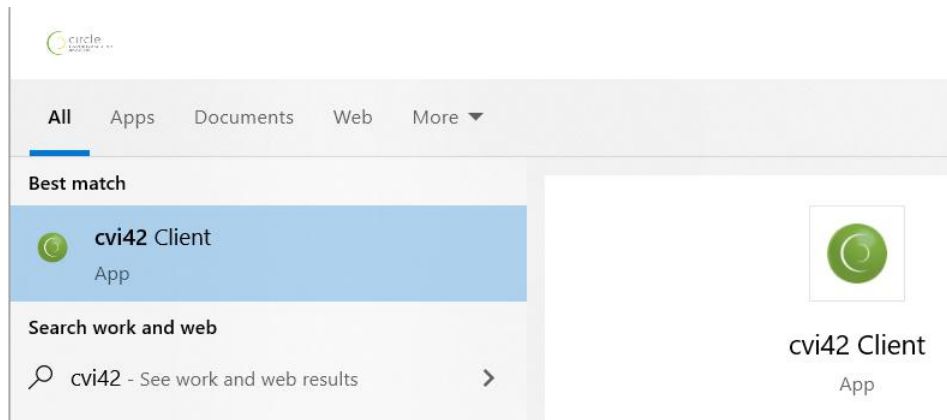 circle
All Apps Documents Web More
Best match
cvi42 Client
App
Search work and web
cvi42 - See work and web results
cvi42 Client
App